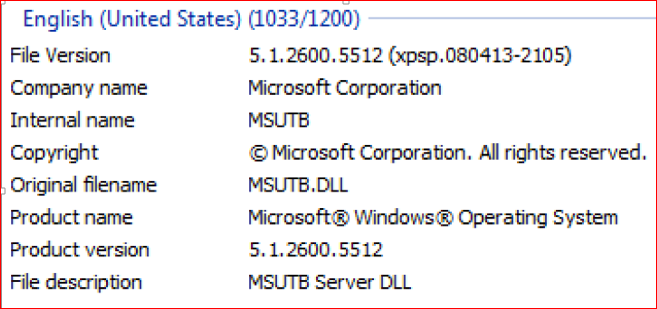 English (United States) (1033/1200)
File Version 5.1.2600.5512 (xpsp.080413-2105)
Company name Microsoft Corporation
Internal name MSUTB
Copyright © Microsoft Corporation. All rights reserved.
Original filename MSUTB.DLL
Product name Microsoft® Windows® Operating System
Product version 5.1.2600.5512
File description MSUTB Server DLL